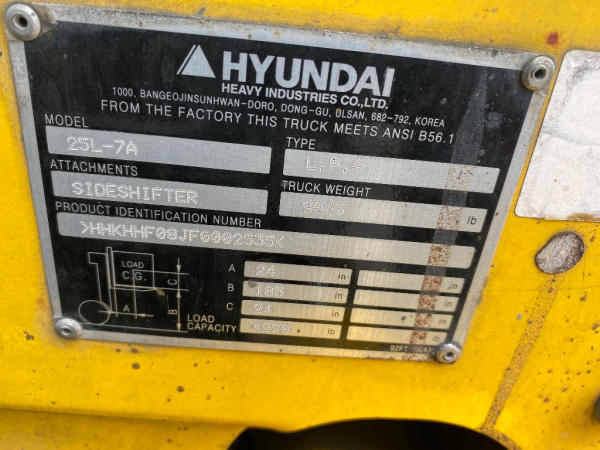 HYUNDAI
HEAVY INDUSTRIES CO.,LTD.
1000, BANGEOJINSUNHWAN-DORO, DONG-GU, ULSAN, 682-792, KOREA
FROM THE FACTORY THIS TRUCK MEETS ANSI B56.1
MODEL TYPE
25L-7A L.P.G
ATTACHMENTS TRUCK WEIGHT
SIDESHIFTER lb
PRODUCT IDENTIFICATION NUMBER
>HHKHHF08JF0002535<
LOAD
C.G. C
B
A
A 24 in in
B 185 in in
C 24 in in
LOAD CAPACITY lb lb